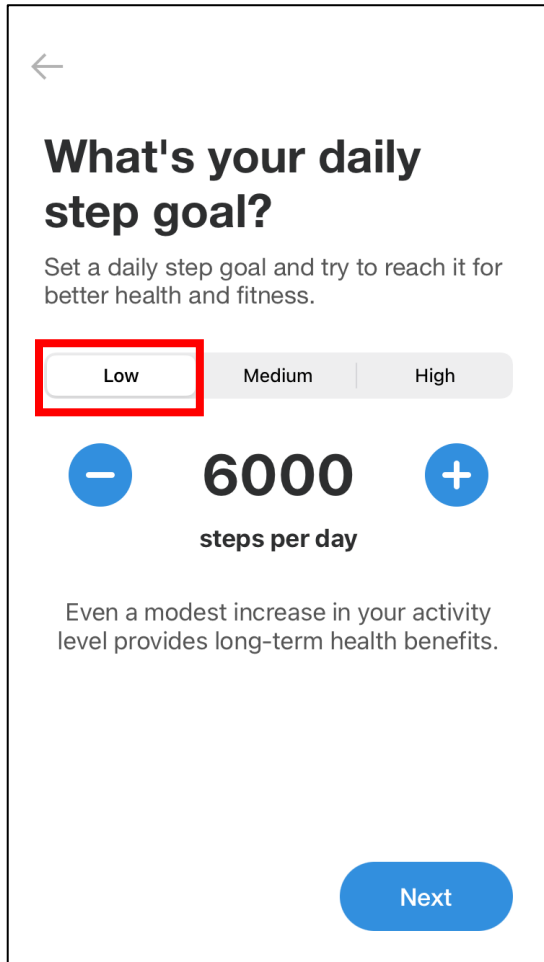 What's your daily
step goal?
Set a daily step goal and try to reach it for
better health and fitness.
Low Medium High
6000
steps per day
Even a modest increase in your activity
level provides long-term health benefits.
Next